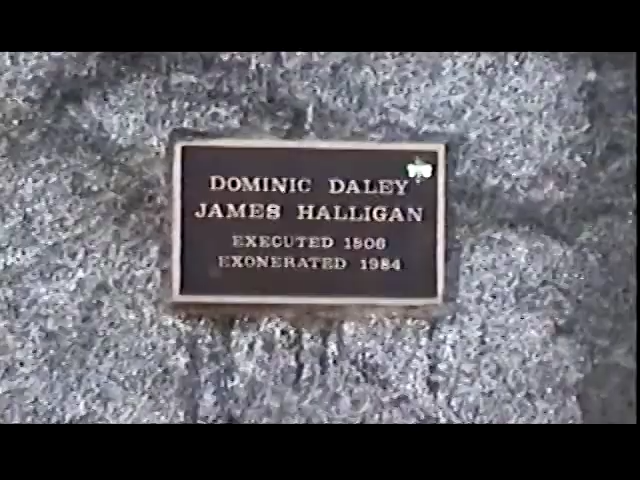 DOMINIC DALEY
JAMES HALLIGAN
EXECUTED 1806
EXONERATED 1984